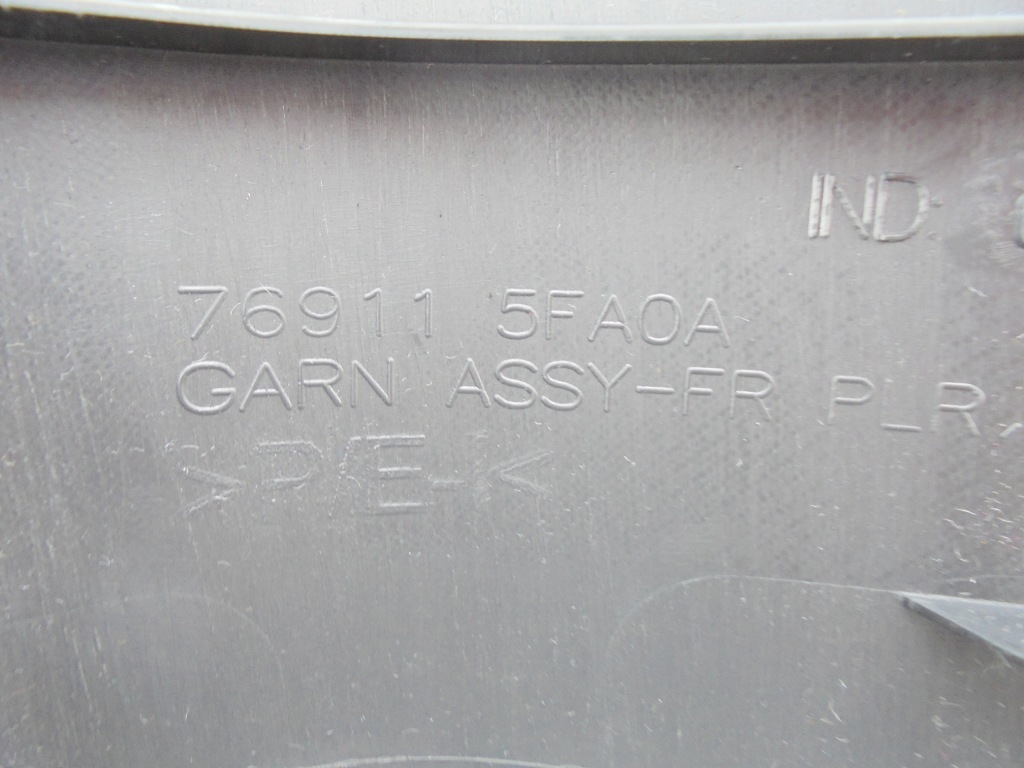 IND:
76911 5FA0A
GARN ASSY-FR PLR,